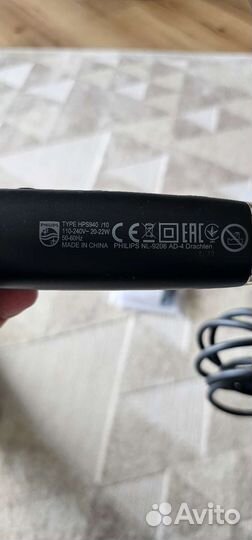 PHILIPS
TYPE HPS940 /10
110-240V~ 20-22W
50-60Hz
MADE IN CHINA
CE EAC
PHILIPS NL-9206 AD-4 Drachten
Avito